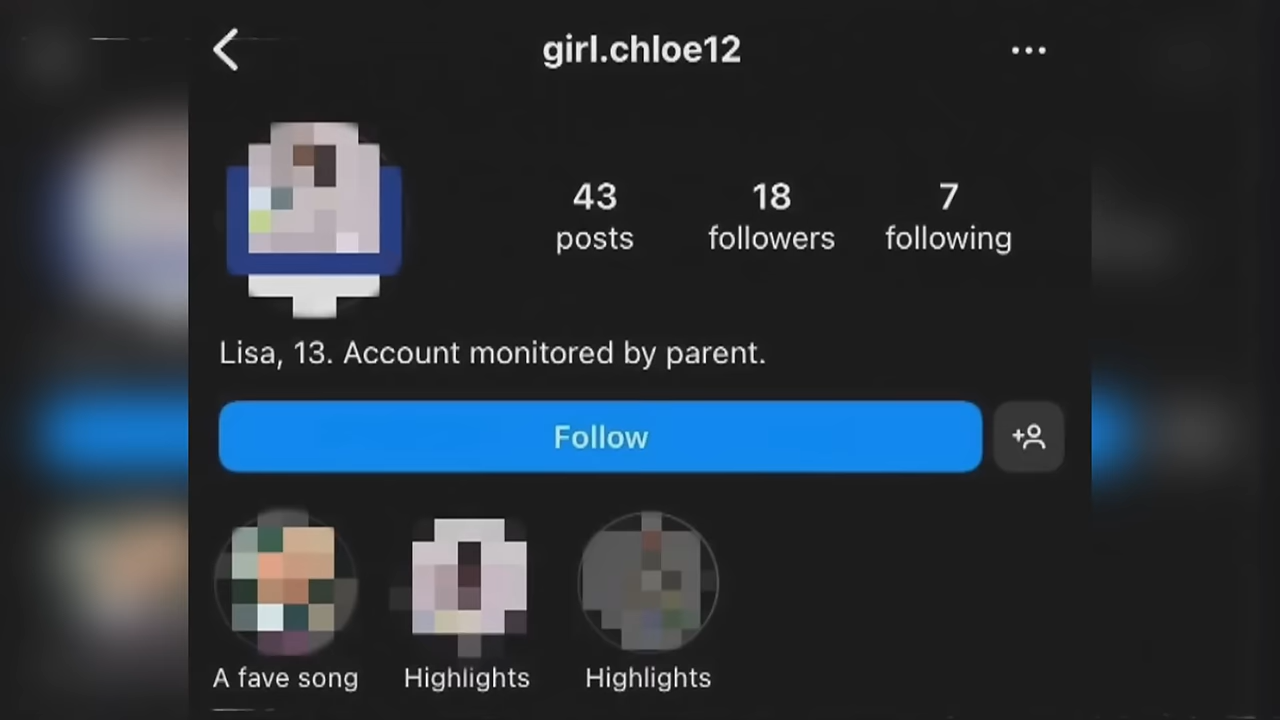 girl.chloe12
43
18
7
posts
followers
following
Lisa, 13. Account monitored by parent.
Follow
A fave song
Highlights
Highlights